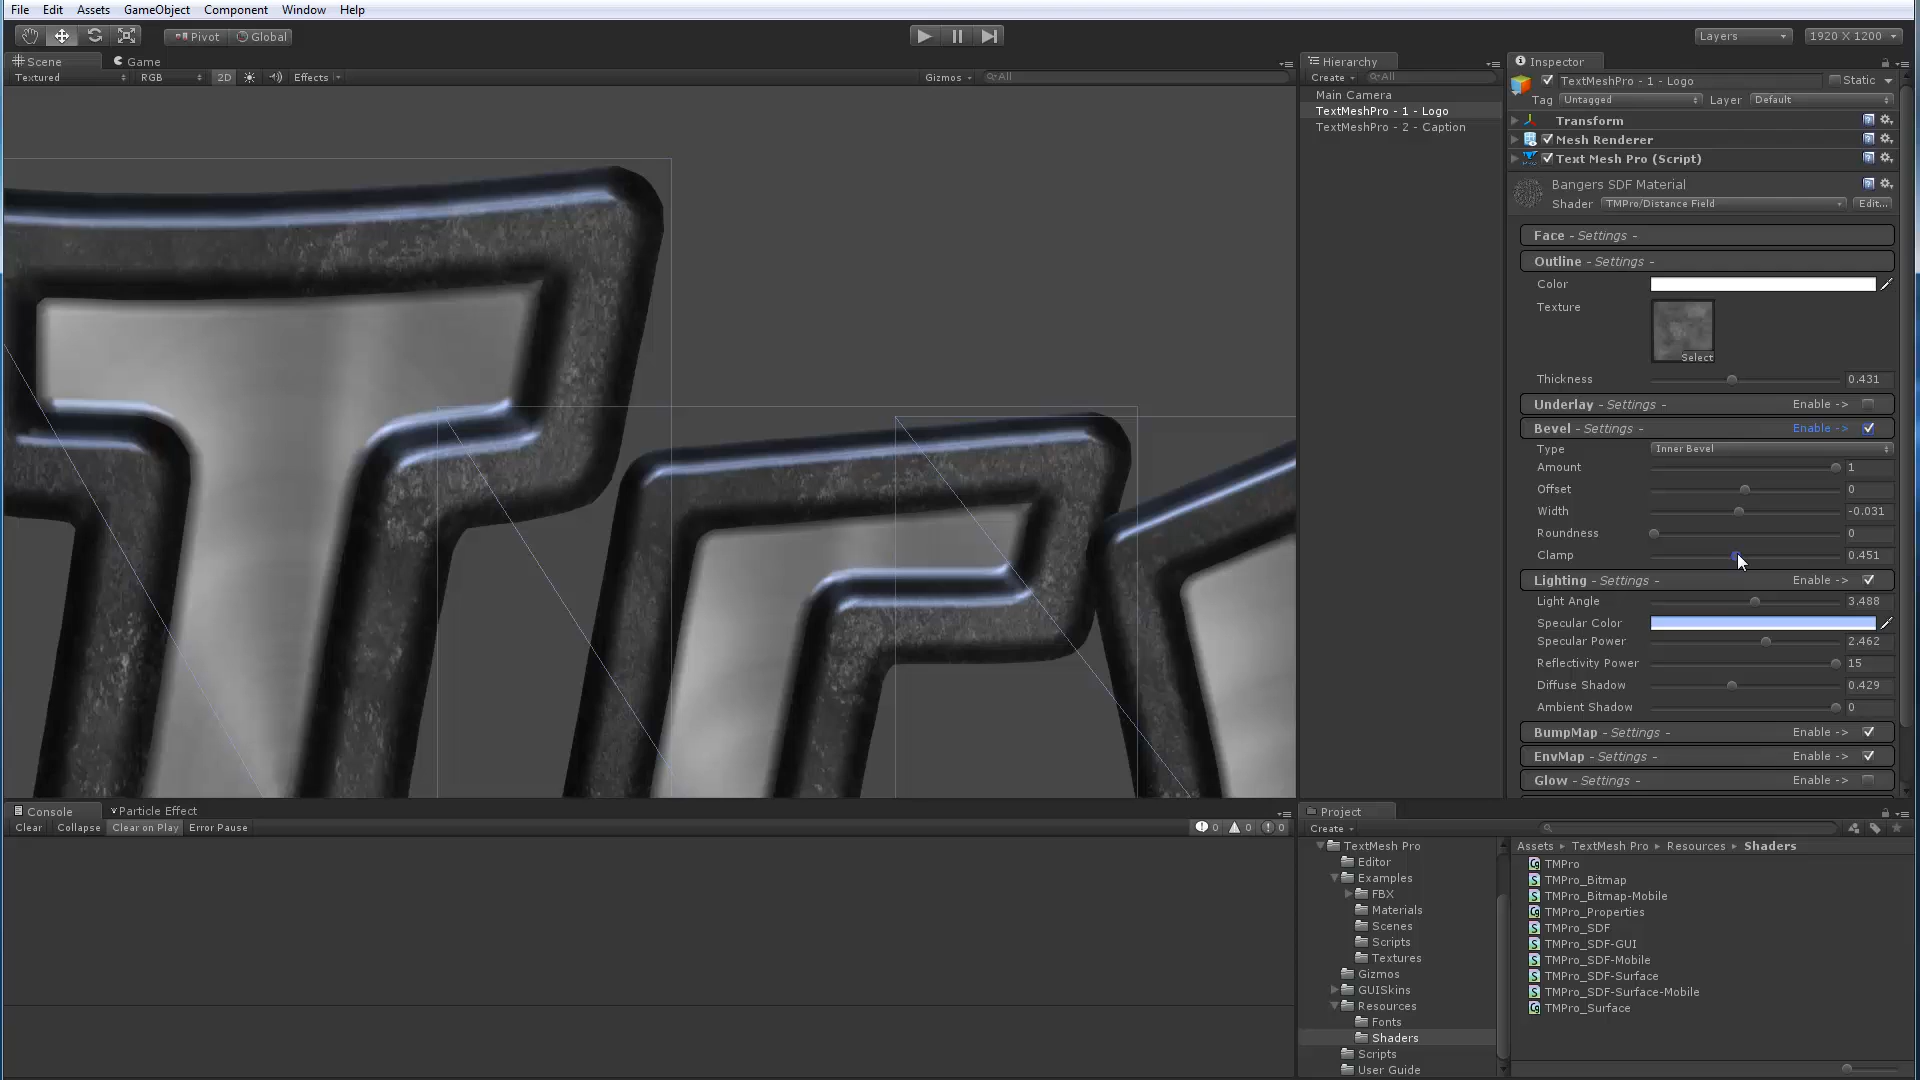 File Edit Assets GameObject Component Window Help
Pivot Global Layers 1920 X 1200
Scene Game
Textured RGB 2D Effects Gizmos All
Hierarchy
Create All
Main Camera
TextMeshPro - 1 - Logo
TextMeshPro - 2 - Caption
Inspector
TextMeshPro - 1 - Logo Static
Tag Untagged Layer Default
Transform
Mesh Renderer
Text Mesh Pro (Script)
Bangers SDF Material
Shader TMPro/Distance Field Edit...
Face - Settings -
Outline - Settings -
Color
Texture
Select
Thickness 0.431
Underlay - Settings - Enable ->
Bevel - Settings - Enable ->
Type Inner Bevel
Amount 1
Offset 0
Width -0.031
Roundness 0
Clamp 0.451
Lighting - Settings - Enable ->
Light Angle 3.488
Specular Color
Specular Power 2.462
Reflectivity Power 15
Diffuse Shadow 0.429
Ambient Shadow 0
BumpMap - Settings - Enable ->
EnvMap - Settings - Enable ->
Glow - Settings - Enable ->
Console Particle Effect
Clear Collapse Clear on Play Error Pause 0 0 0
Project
Create
TextMesh Pro
Editor
Examples
FBX
Materials
Scenes
Scripts
Textures
Gizmos
GUISkins
Resources
Fonts
Shaders
Scripts
User Guide
Assets TextMesh Pro Resources Shaders
TMPro
TMPro_Bitmap
TMPro_Bitmap-Mobile
TMPro_Properties
TMPro_SDF
TMPro_SDF-GUI
TMPro_SDF-Mobile
TMPro_SDF-Surface
TMPro_SDF-Surface-Mobile
TMPro_Surface